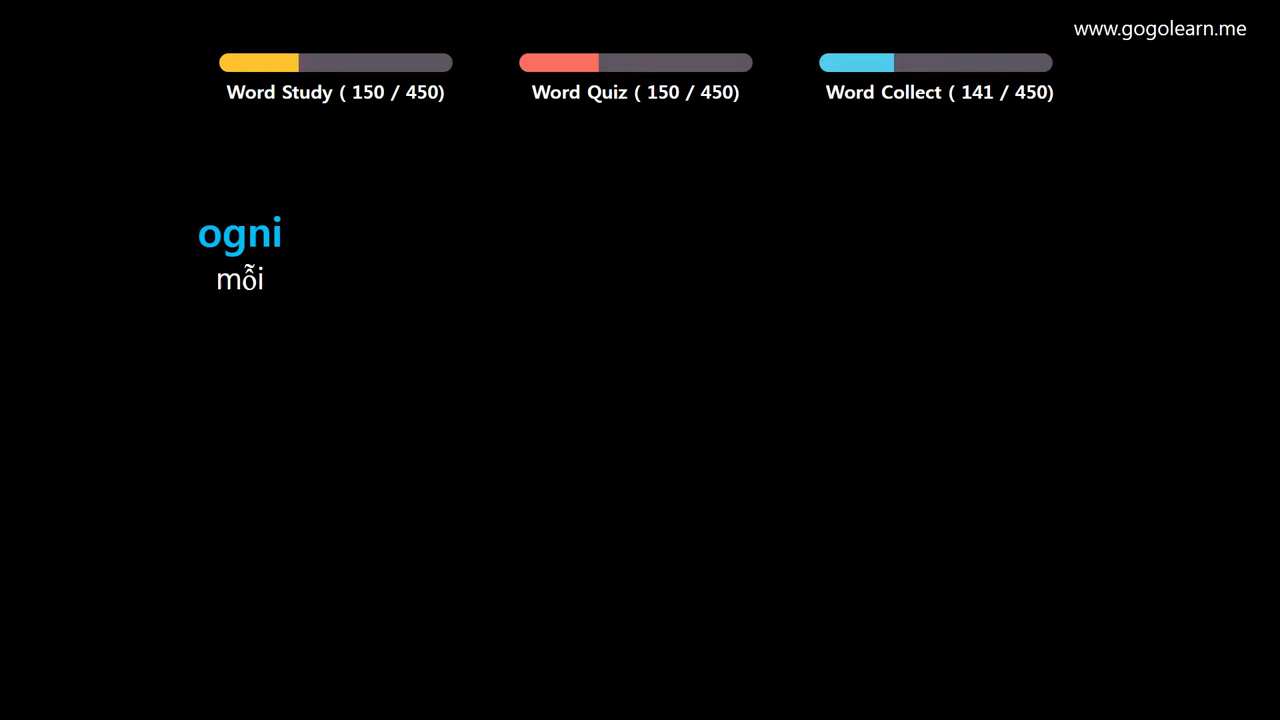 www.gogolearn.me
Word Study ( 150 / 450)
Word Quiz ( 150 / 450)
Word Collect ( 141 / 450)
ogni
mỗi